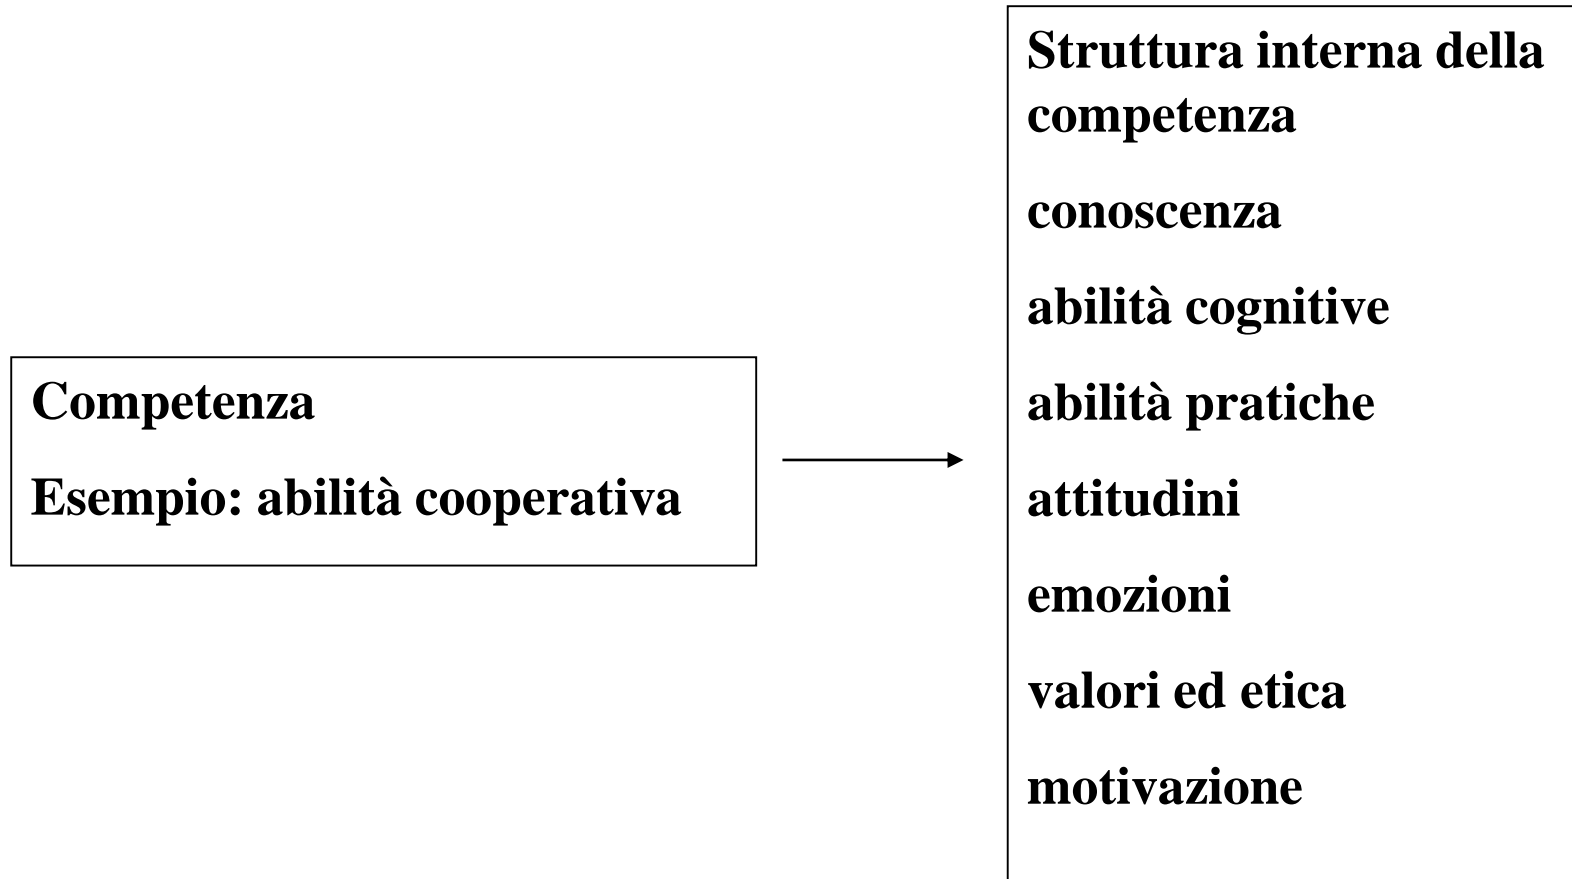 Competenza
Esempio: abilità cooperativa
Struttura interna della
competenza
conoscenza
abilità cognitive
abilità pratiche
attitudini
emozioni
valori ed etica
motivazione